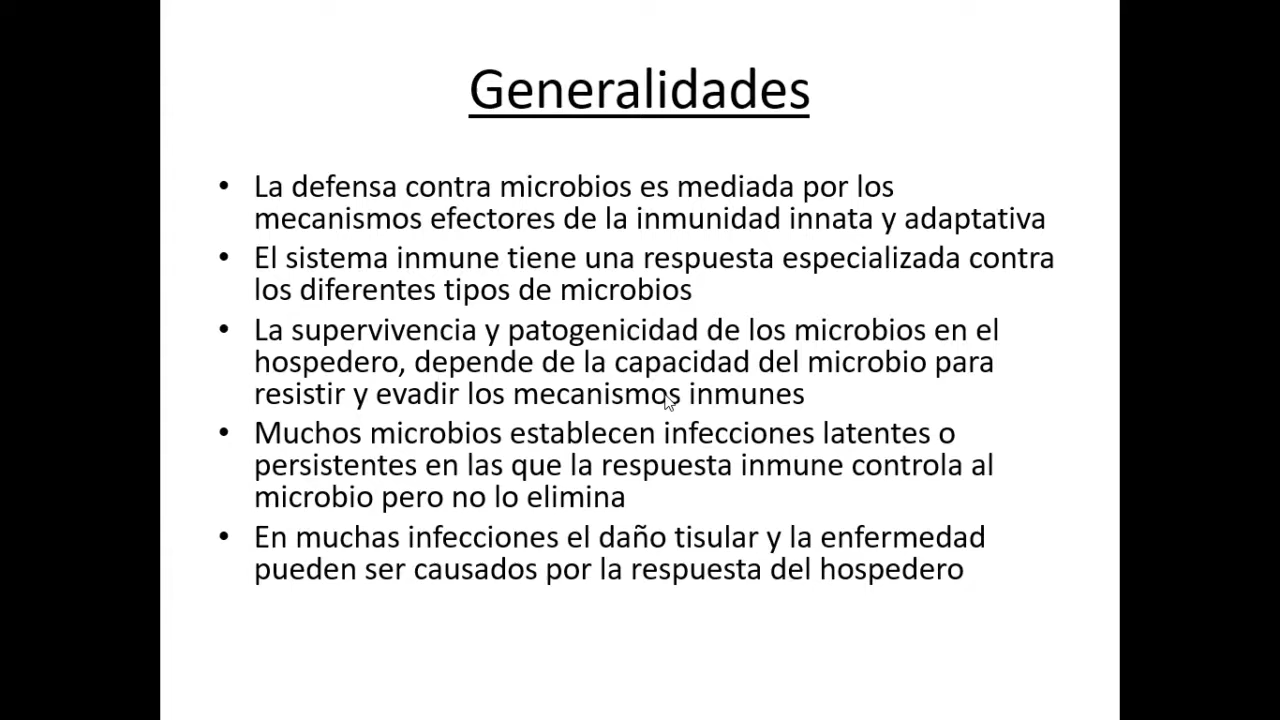 Generalidades
• La defensa contra microbios es mediada por los
mecanismos efectores de la inmunidad innata y adaptativa
• El sistema inmune tiene una respuesta especializada contra
los diferentes tipos de microbios
• La supervivencia y patogenicidad de los microbios en el
hospedero, depende de la capacidad del microbio para
resistir y evadir los mecanismos inmunes
• Muchos microbios establecen infecciones latentes o
persistentes en las que la respuesta inmune controla al
microbio pero no lo elimina
• En muchas infecciones el daño tisular y la enfermedad
pueden ser causados por la respuesta del hospedero